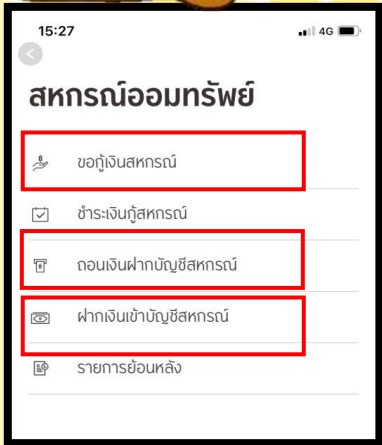 15:27
4G
สหกรณ์ออมทรัพย์
ขอกู้เงินสหกรณ์
ชำระเงินกู้สหกรณ์
ถอนเงินฝากบัญชีสหกรณ์
ฝากเงินเข้าบัญชีสหกรณ์
รายการย้อนหลัง